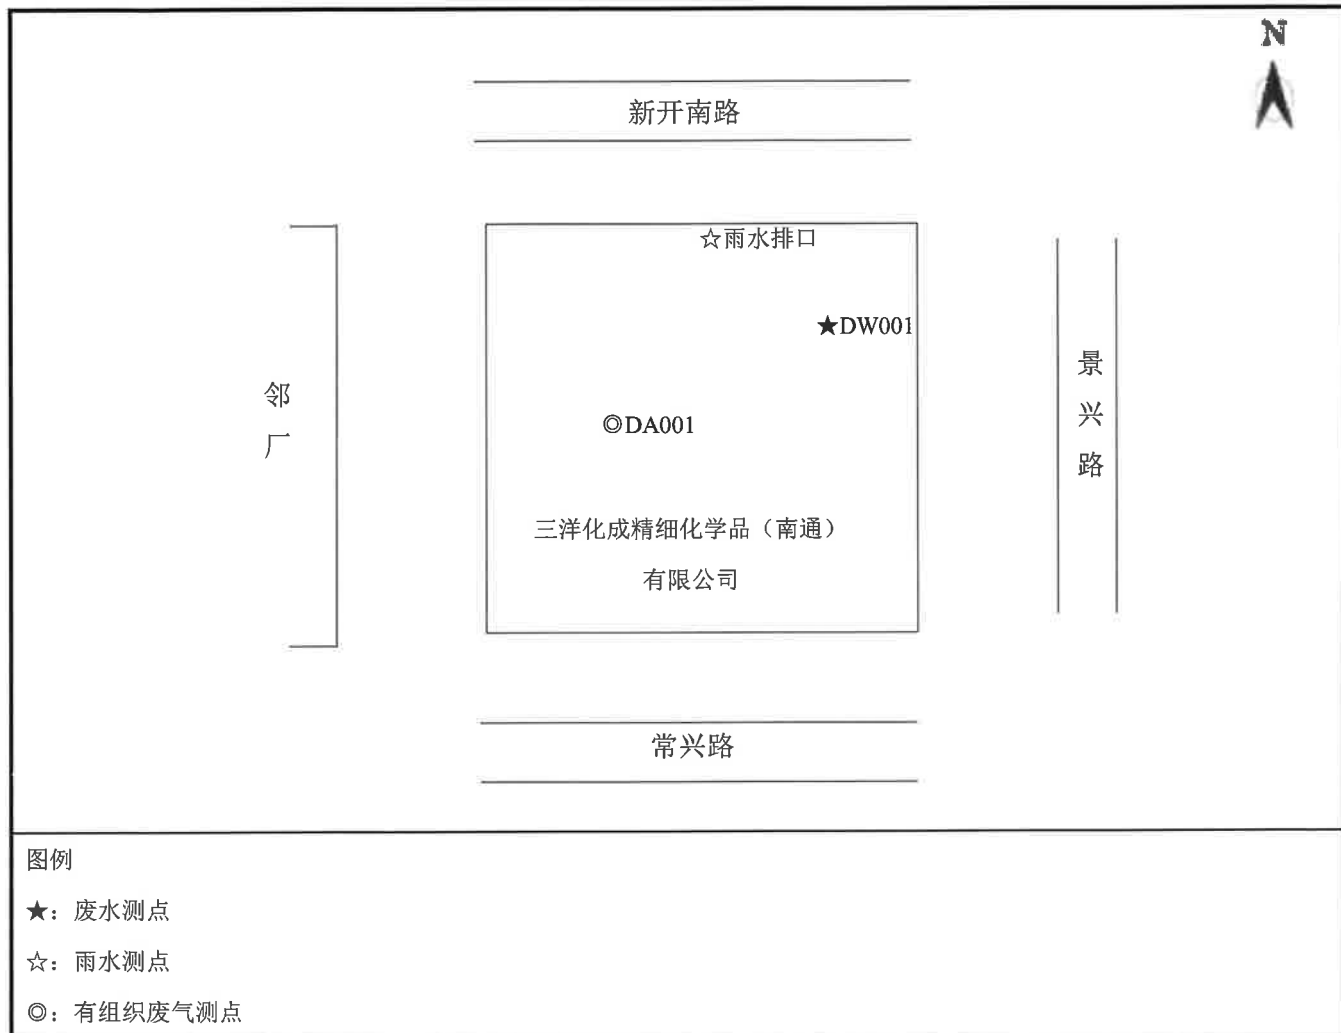 N
新开南路
☆雨水排口
★DW001
景兴路
邻厂
◎DA001
三洋化成精细化学品（南通）
有限公司
常兴路
图例
★：废水测点
☆：雨水测点
◎：有组织废气测点